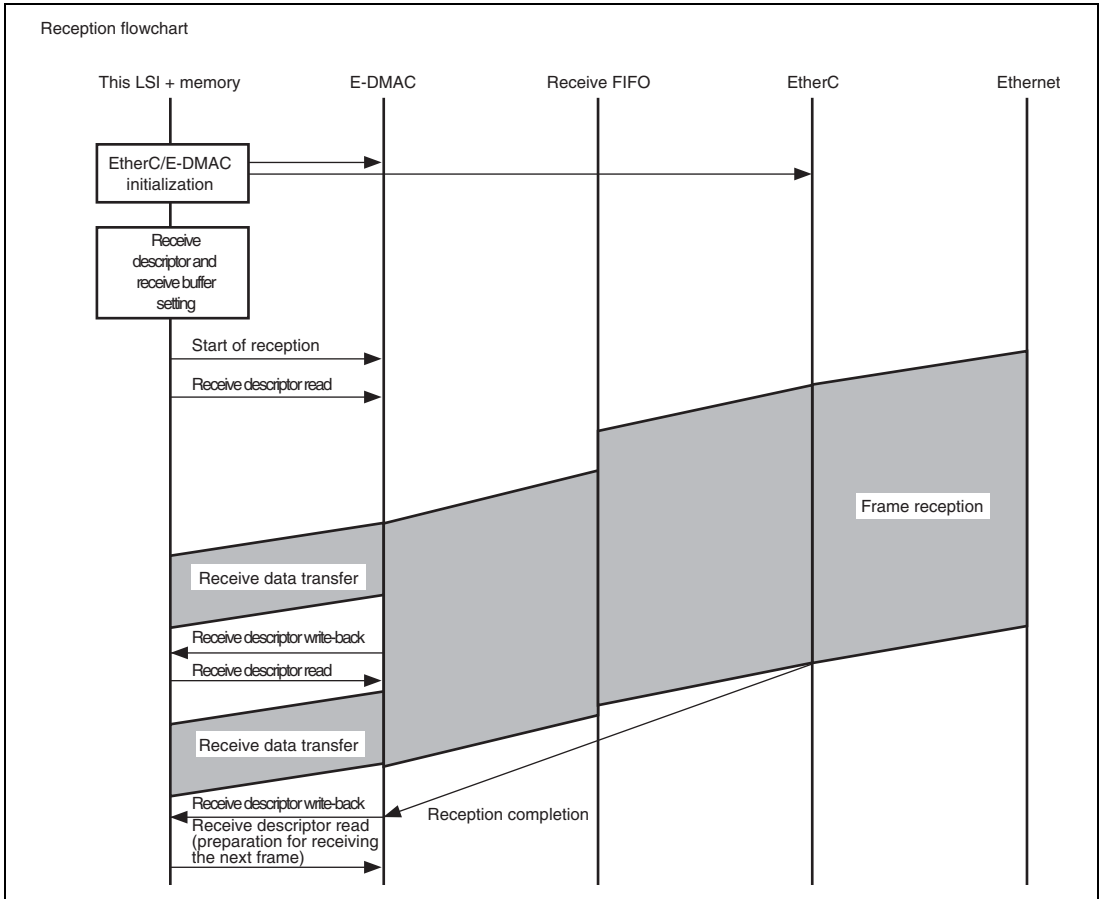 Reception flowchart
This LSI + memory
E-DMAC
Receive FIFO
EtherC
Ethernet
EtherC/E-DMAC
initialization
Receive
descriptor and
receive buffer
setting
Start of reception
Receive descriptor read
Frame reception
Receive data transfer
Receive descriptor write-back
Receive descriptor read
Receive data transfer
Receive descriptor write-back
Reception completion
Receive descriptor read
(preparation for receiving
the next frame)